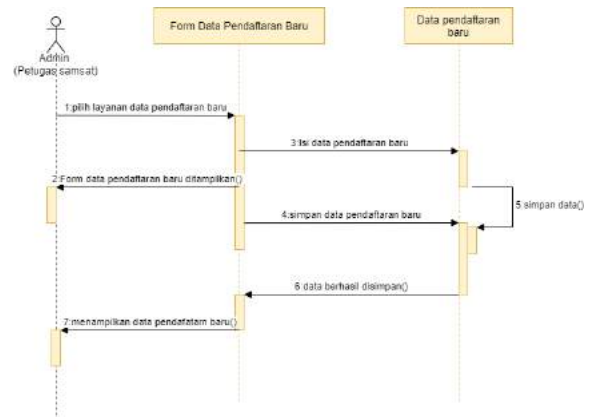 Form Data Pendaftaran Baru
Data pendaftaran
baru
Admin
(Petugas samsat)
1:pilih layanan data pendaftaran baru
3:Isi data pendaftaran baru
2:Form data pendaftaran baru ditampilkan()
5 simpan data()
4:simpan data pendaftaran baru
6 data berhasil disimpan()
7:menampilkan data pendafatarn baru()